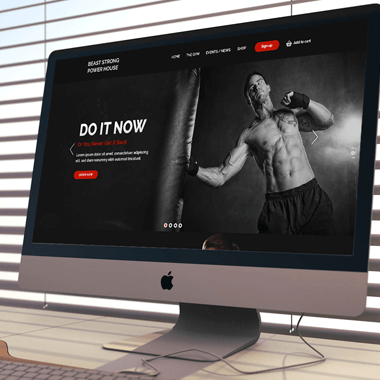 BEAST STRONG
POWER HOUSE
HOME THE GYM EVENTS / NEWS SHOP Sign up Add to cart
DO IT NOW
Or You Never Get it Back
Lorem ipsum dolor sit amet, consectetuer adipiscing
elit, sed diam nonummy nibh euismod tincidunt